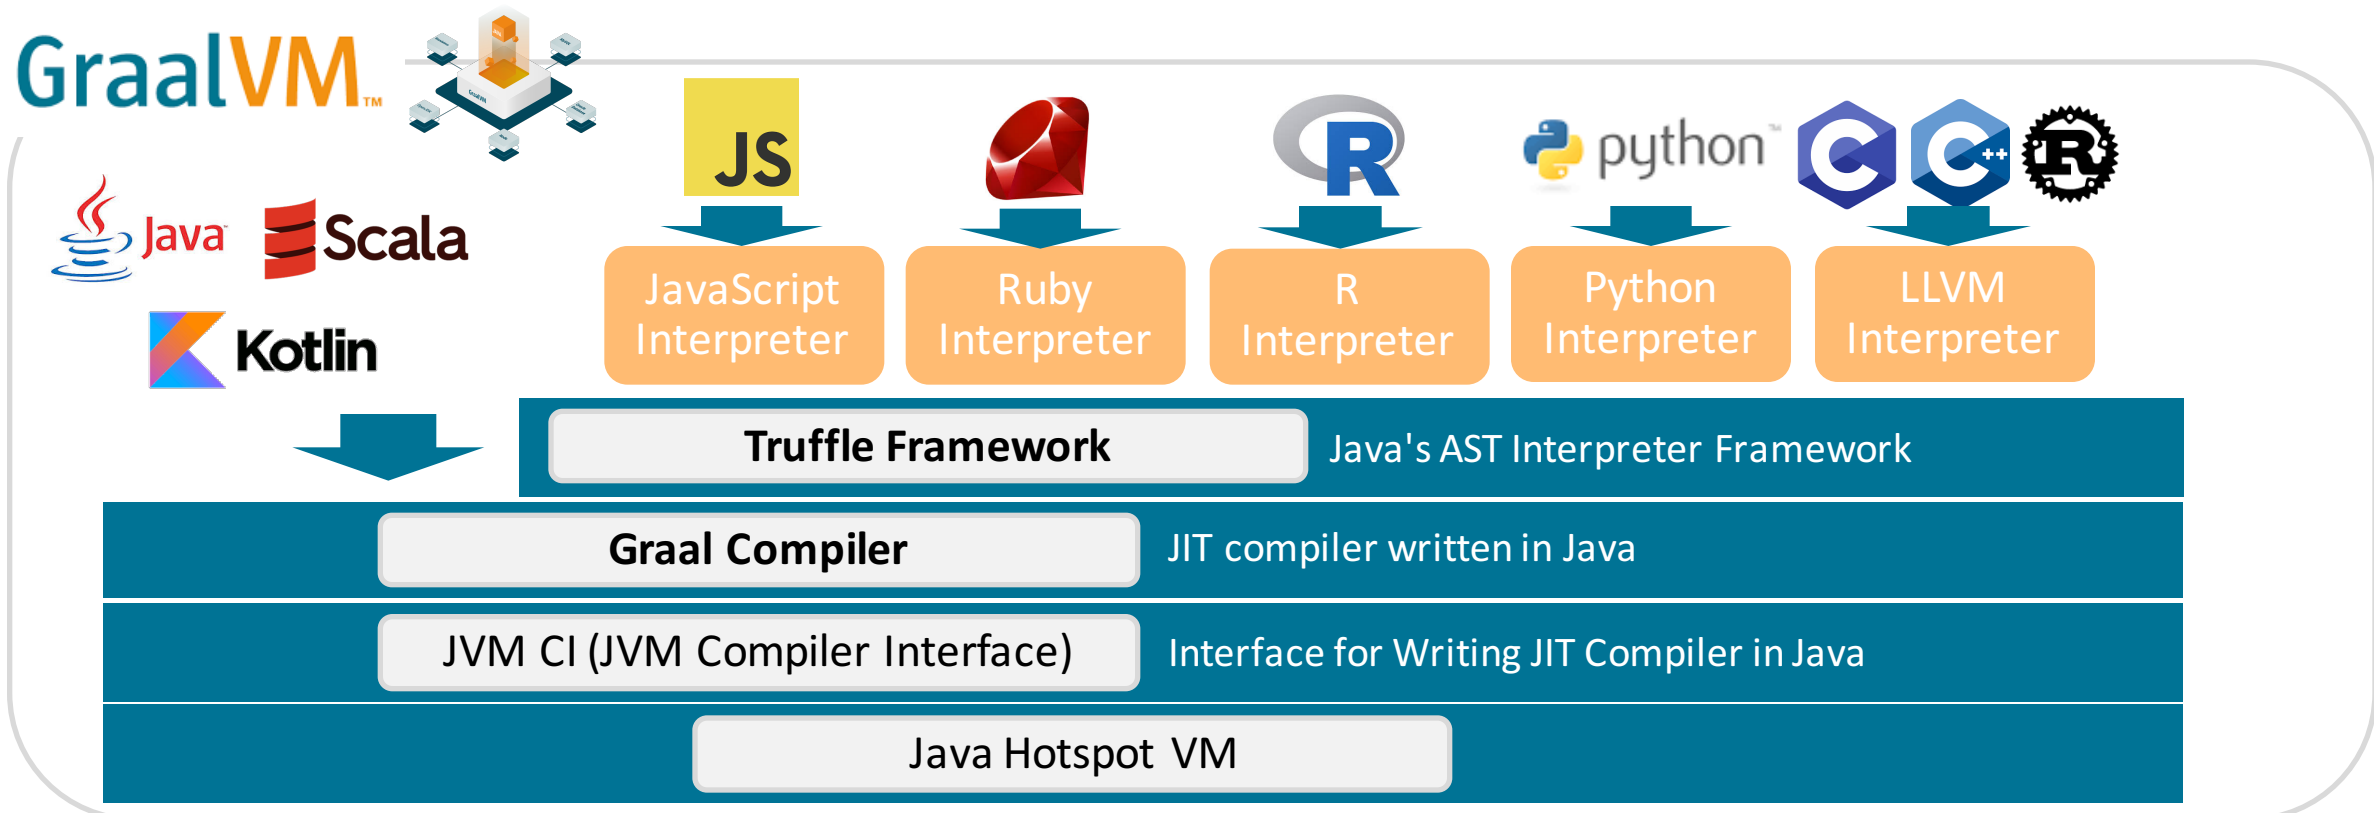 GraalVM™
JS
R
python™
C
C++
R
Java
Scala
Kotlin
JavaScript
Interpreter
Ruby
Interpreter
R
Interpreter
Python
Interpreter
LLVM
Interpreter
Truffle Framework
Java's AST Interpreter Framework
Graal Compiler
JIT compiler written in Java
JVM CI (JVM Compiler Interface)
Interface for Writing JIT Compiler in Java
Java Hotspot VM